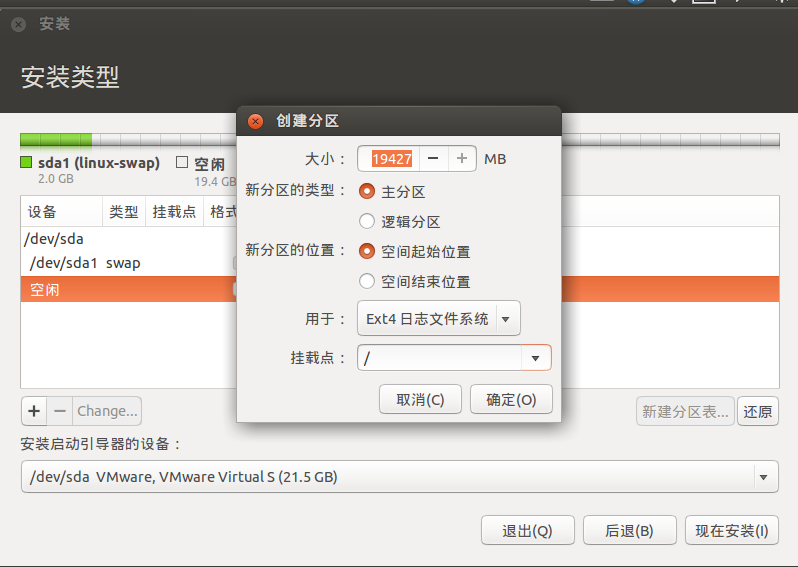 安装
安装类型
创建分区
大小： 19427 − + MB
新分区的类型： 主分区
逻辑分区
新分区的位置： 空间起始位置
空间结束位置
用于： Ext4 日志文件系统
挂载点： /
取消(C) 确定(O)
sda1 (linux-swap) 空闲
2.0 GB 19.4 GB
设备 类型 挂载点 格式
/dev/sda
/dev/sda1 swap
空闲
+ − Change... 新建分区表... 还原
安装启动引导器的设备：
/dev/sda VMware, VMware Virtual S (21.5 GB)
退出(Q) 后退(B) 现在安装(I)